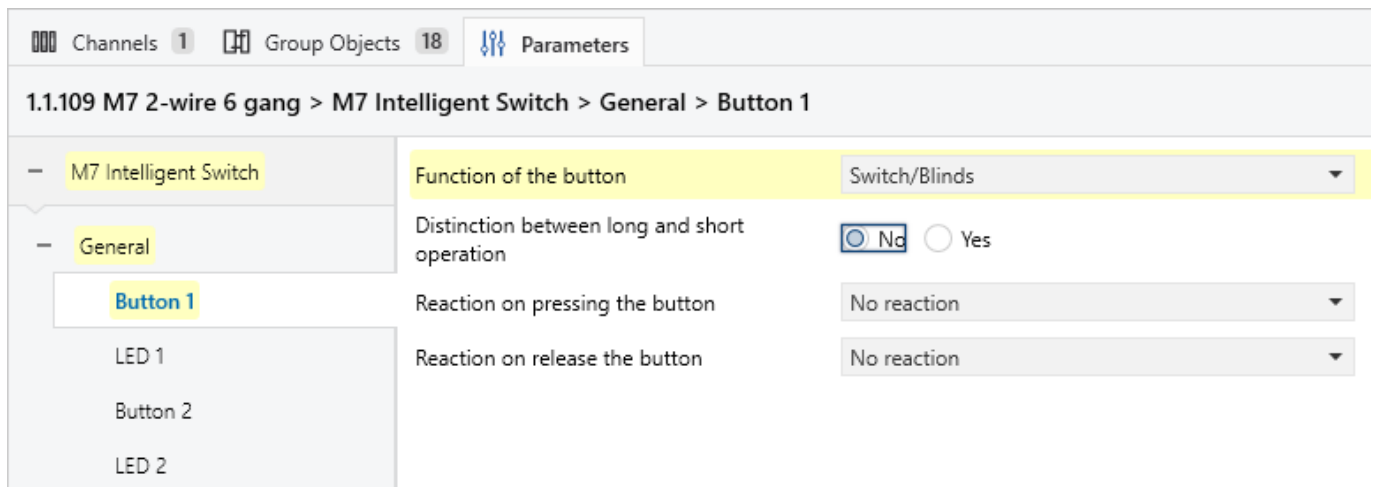 Channels 1 Group Objects 18 Parameters
1.1.109 M7 2-wire 6 gang > M7 Intelligent Switch > General > Button 1
M7 Intelligent Switch
General
Button 1
LED 1
Button 2
LED 2
Function of the button Switch/Blinds
Distinction between long and short
operation No Yes
Reaction on pressing the button No reaction
Reaction on release the button No reaction